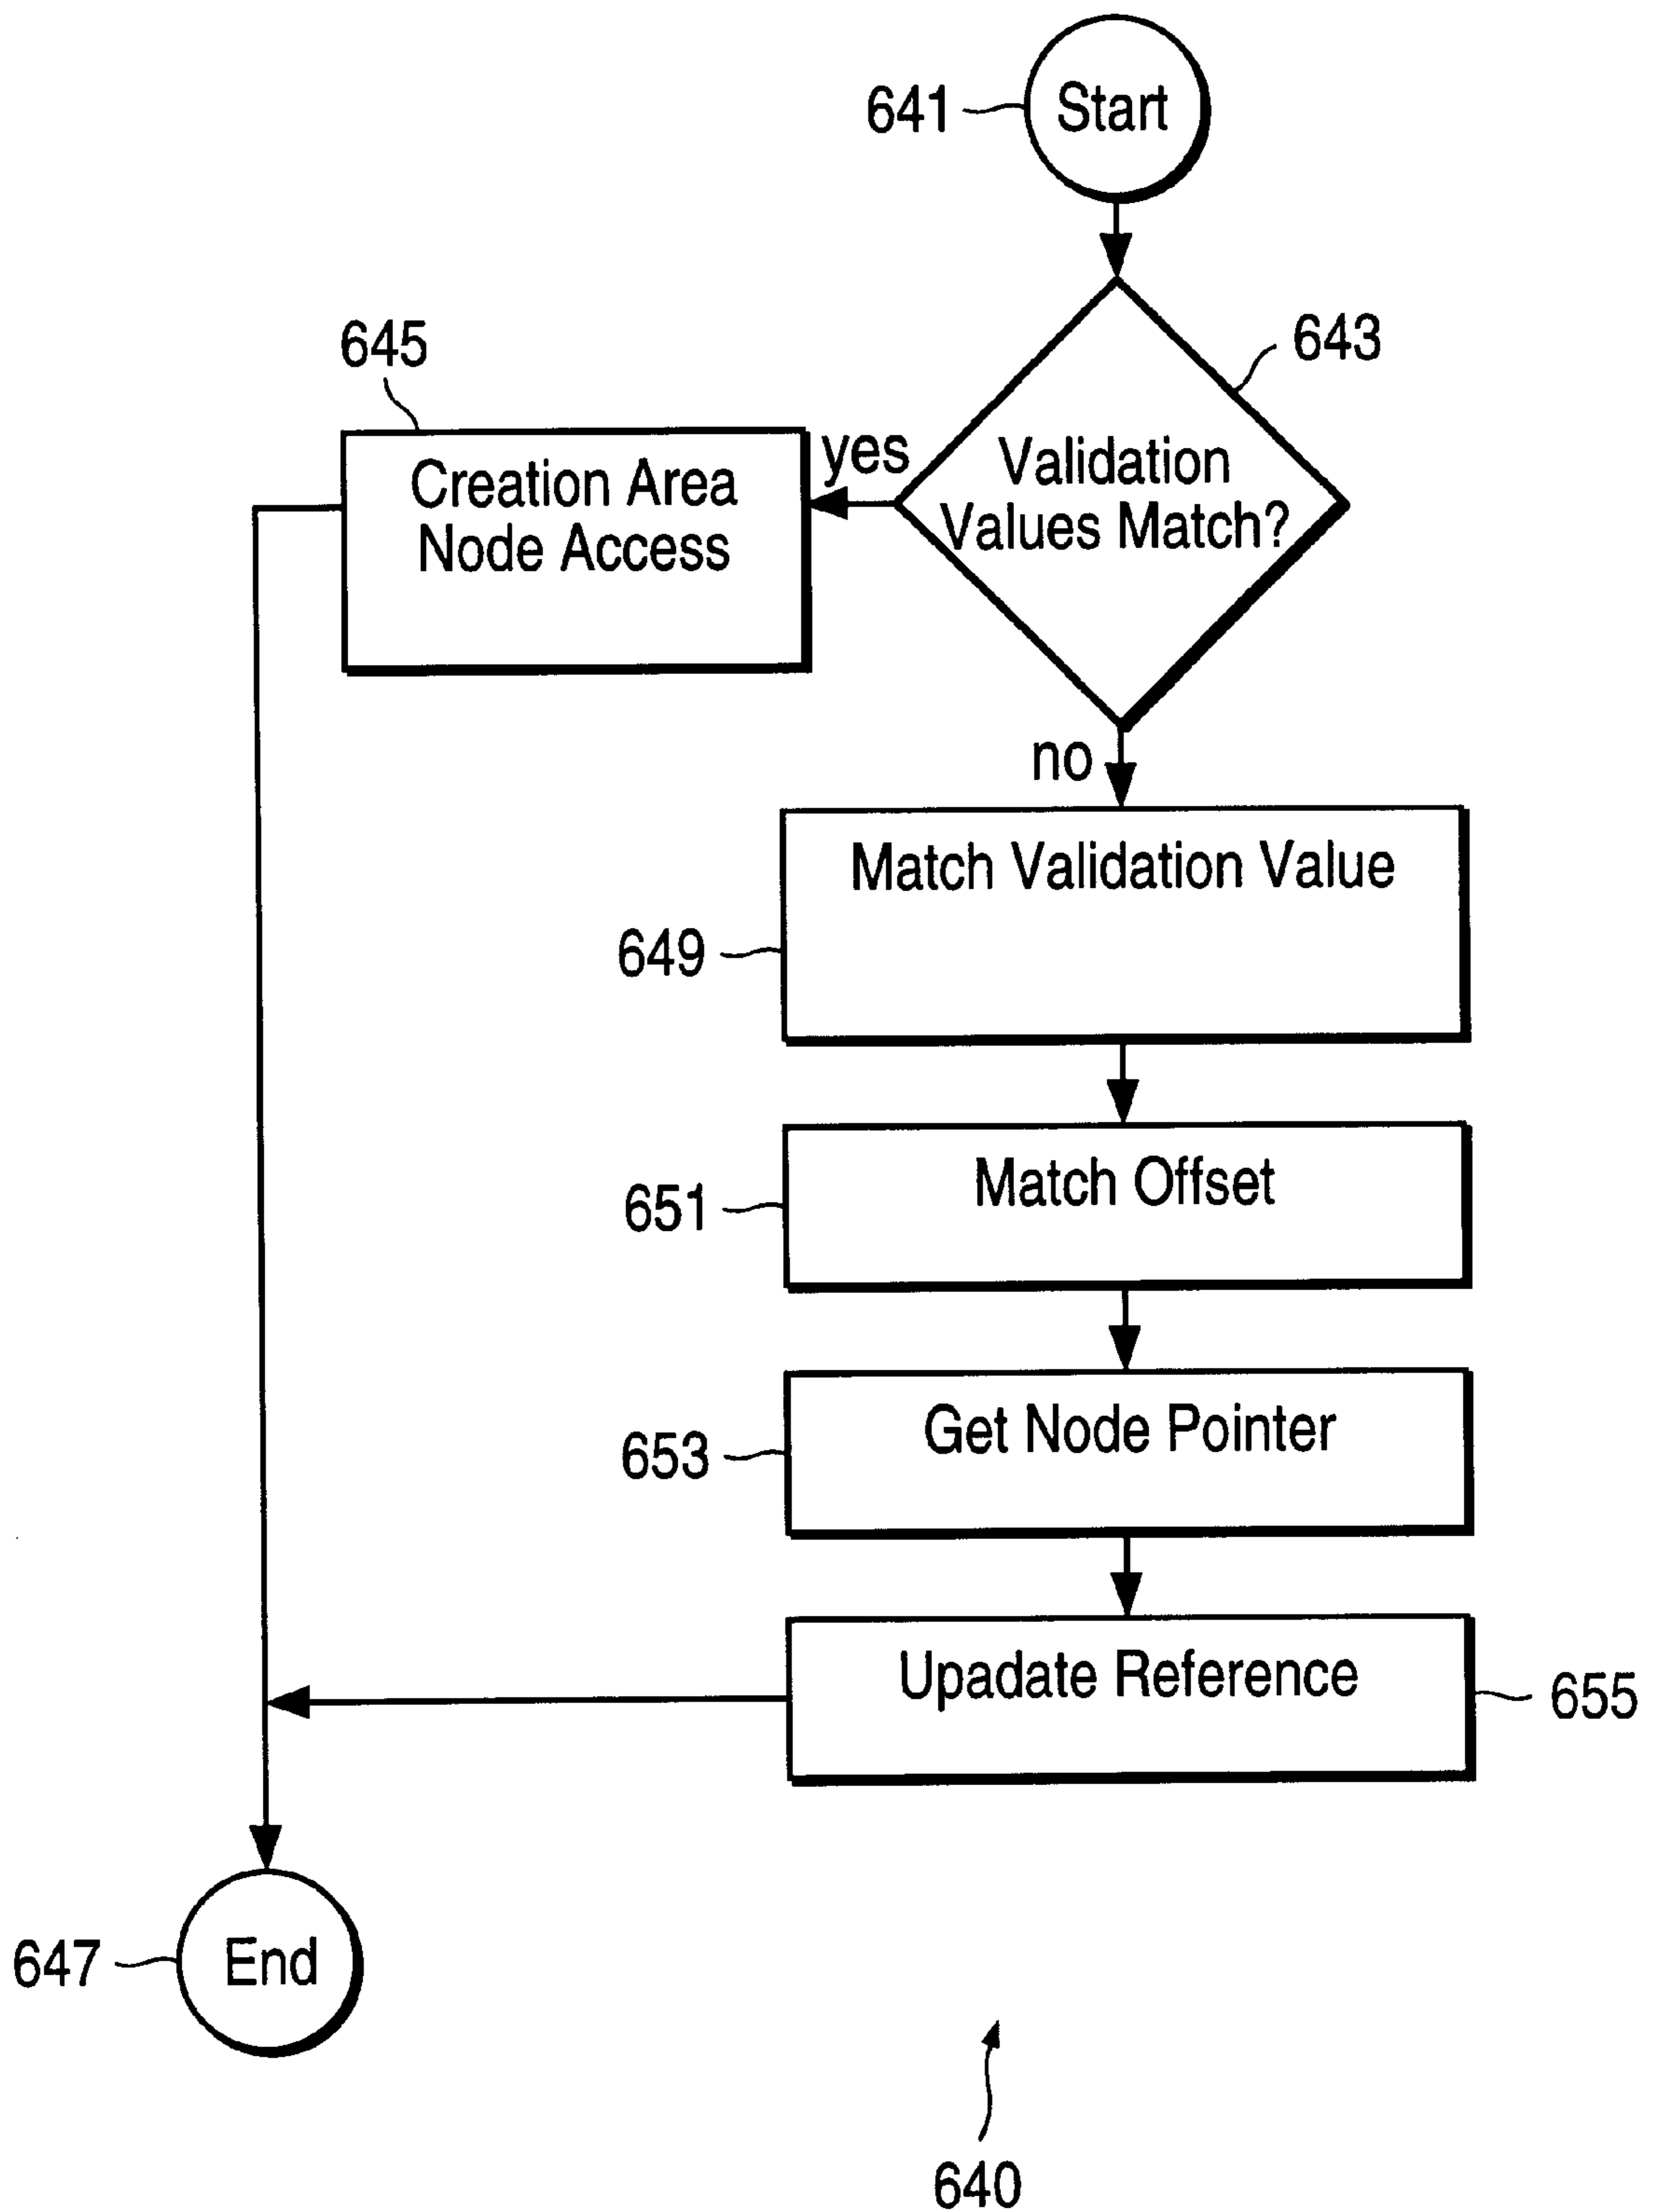 641
Start
643
Validation
Values Match?
yes
645
Creation Area
Node Access
no
Match Validation Value
649
Match Offset
651
Get Node Pointer
653
Upadate Reference
655
End
647
640